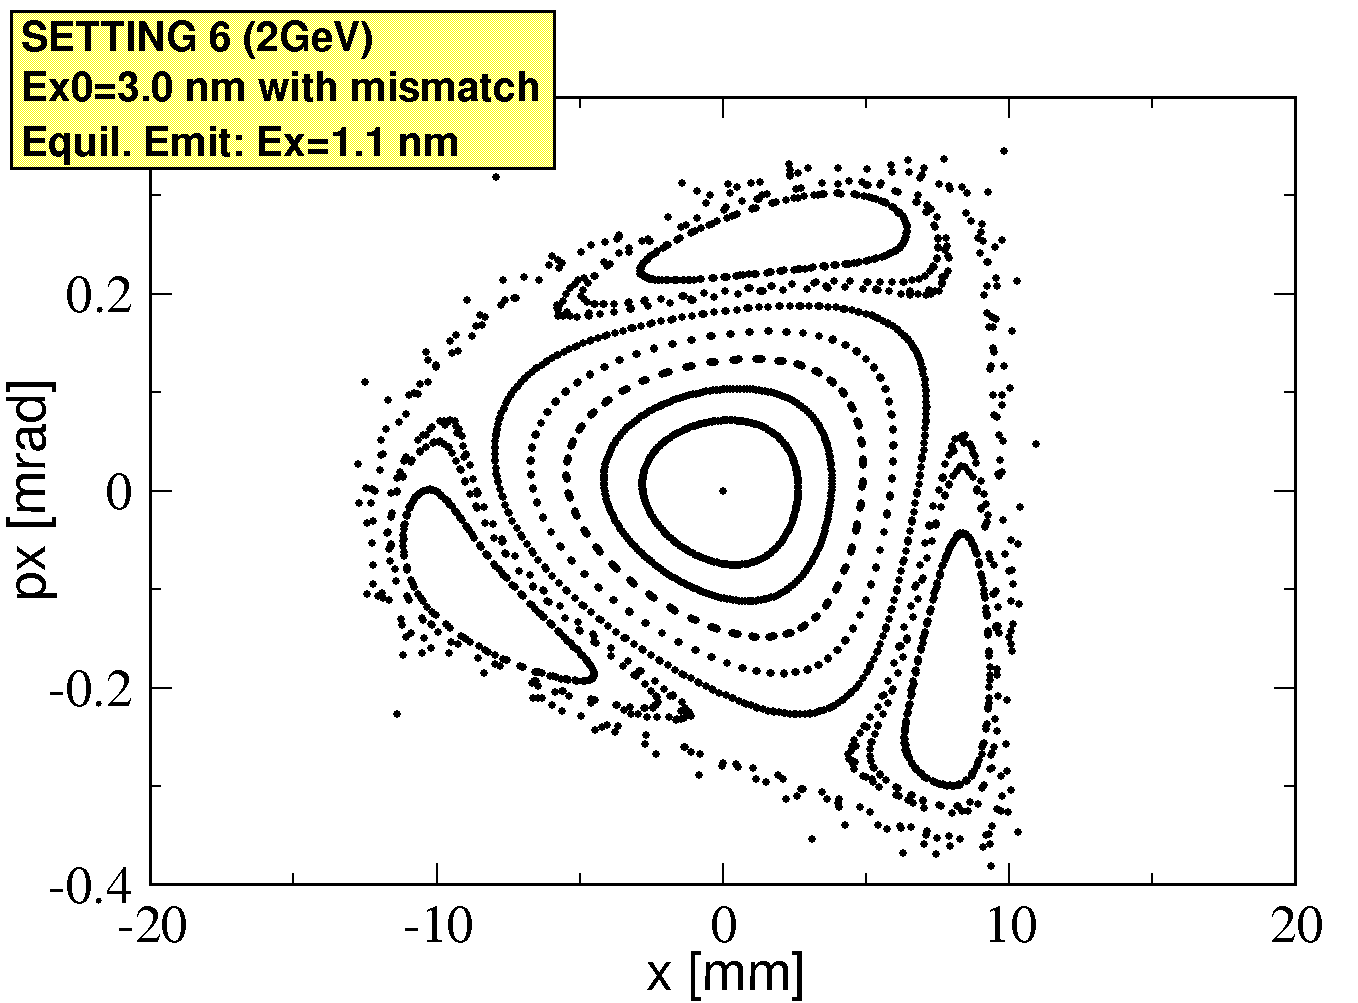 SETTING 6 (2GeV)
Ex0=3.0 nm with mismatch
Equil. Emit: Ex=1.1 nm
0.2
0
-0.2
-0.4
px [mrad]
-20
-10
0
10
20
x [mm]